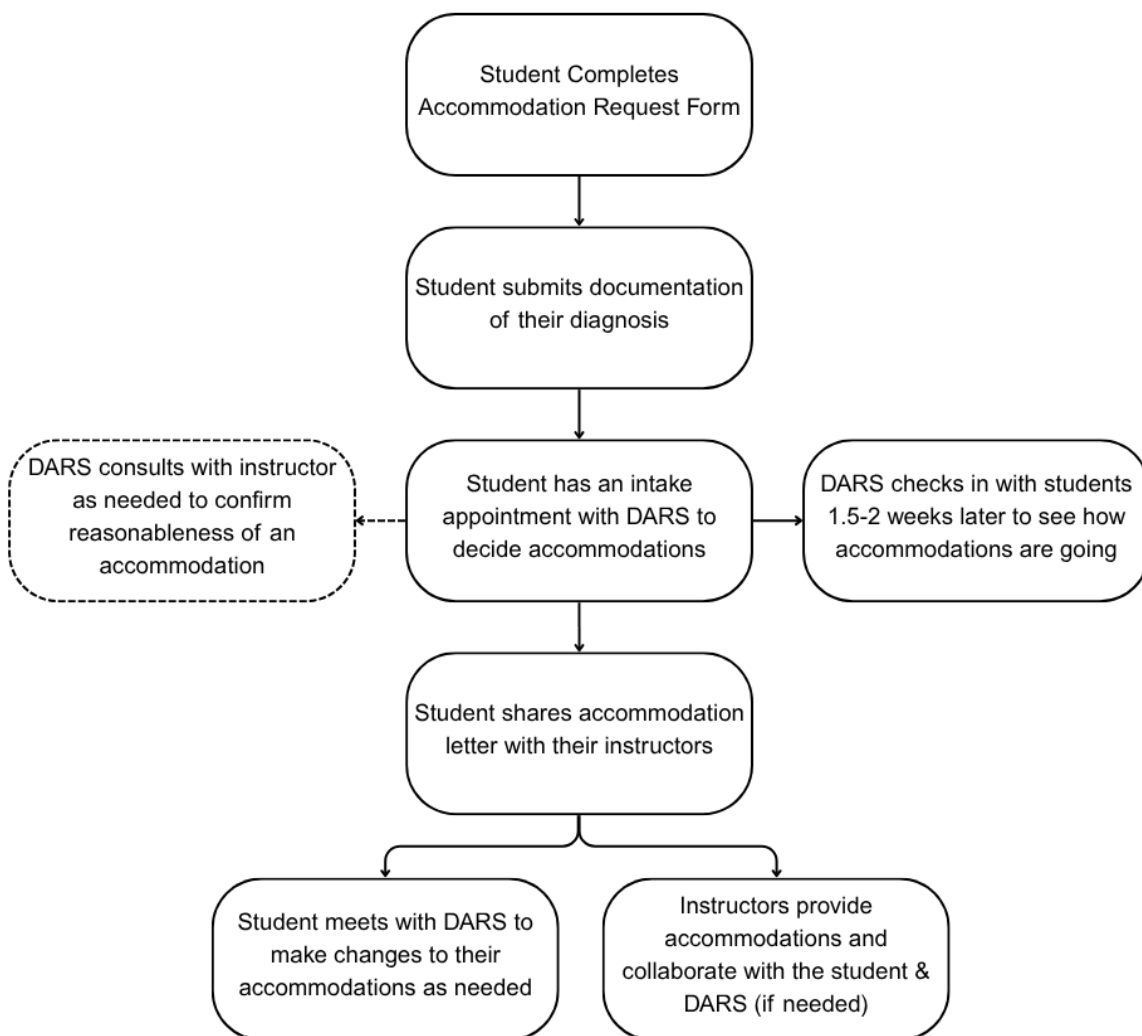 Student Completes
Accommodation Request Form
Student submits documentation
of their diagnosis
DARS consults with instructor
as needed to confirm
reasonableness of an
accommodation
Student has an intake
appointment with DARS to
decide accommodations
DARS checks in with students
1.5-2 weeks later to see how
accommodations are going
Student shares accommodation
letter with their instructors
Student meets with DARS to
make changes to their
accommodations as needed
Instructors provide
accommodations and
collaborate with the student &
DARS (if needed)